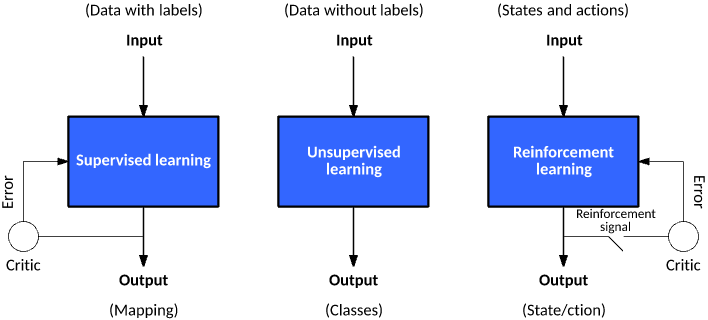 (Data with labels)
Input
Supervised learning
Error
Critic
Output
(Mapping)
(Data without labels)
Input
Unsupervised
learning
Output
(Classes)
(States and actions)
Input
Reinforcement
learning
Reinforcement
signal
Error
Critic
Output
(State/ction)